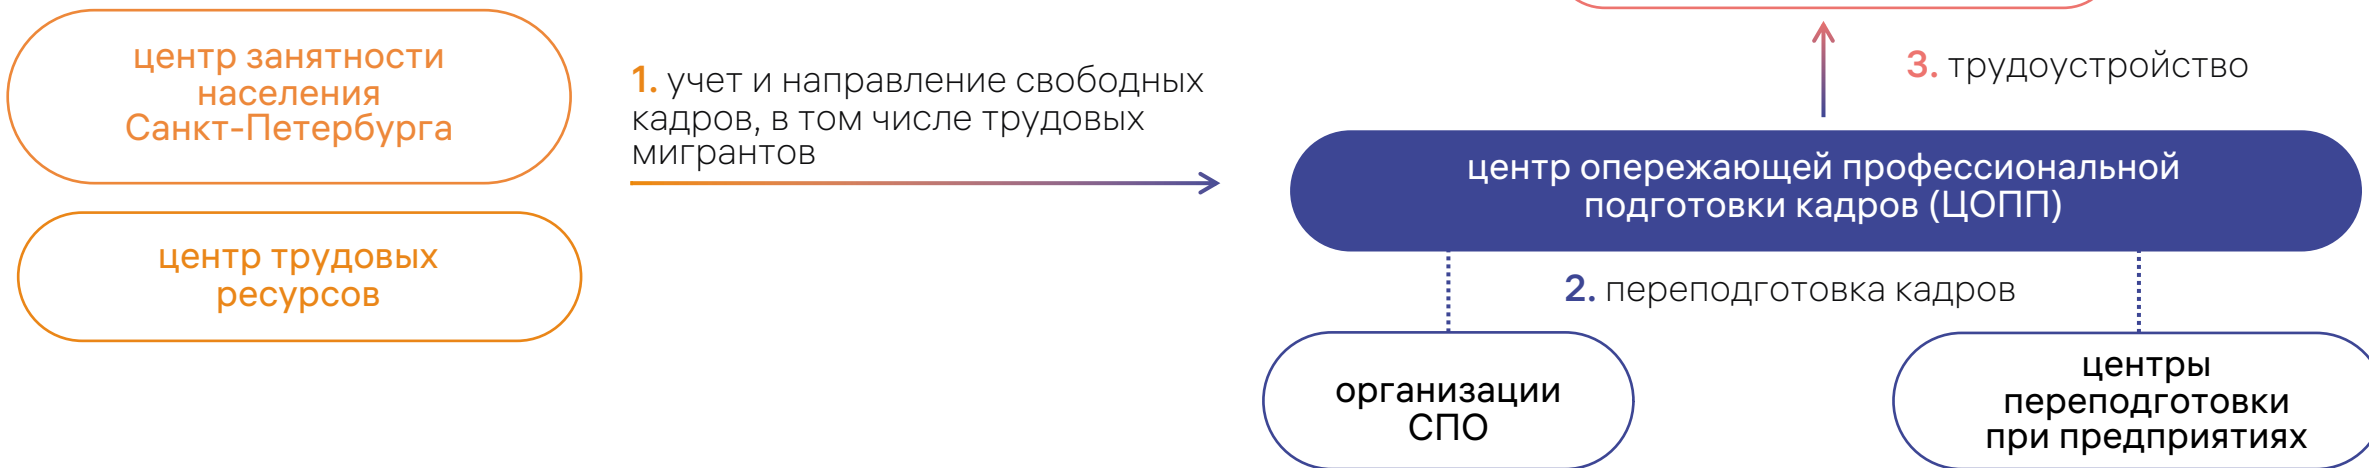 центр занятности
населения
Санкт-Петербурга
центр трудовых
ресурсов
1. учет и направление свободных
кадров, в том числе трудовых
мигрантов
3. трудоустройство
центр опережающей профессиональной
подготовки кадров (ЦОПП)
2. переподготовка кадров
организации
СПО
центры
переподготовки
при предприятиях